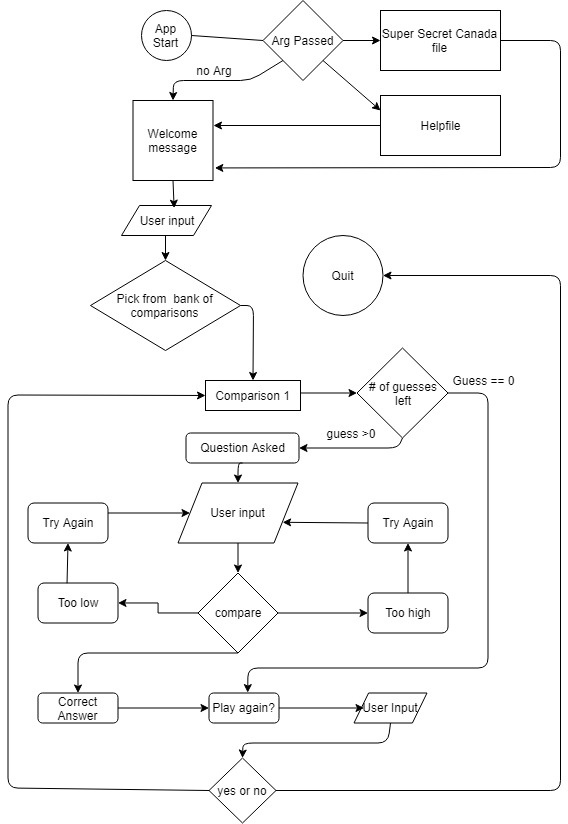 App
Start
Arg Passed
Super Secret Canada
file
no Arg
Helpfile
Welcome
message
User input
Quit
Pick from bank of
comparisons
Comparison 1
# of guesses
left
Guess == 0
guess >0
Question Asked
User input
Try Again
Try Again
Too low
compare
Too high
Correct
Answer
Play again?
User Input
yes or no